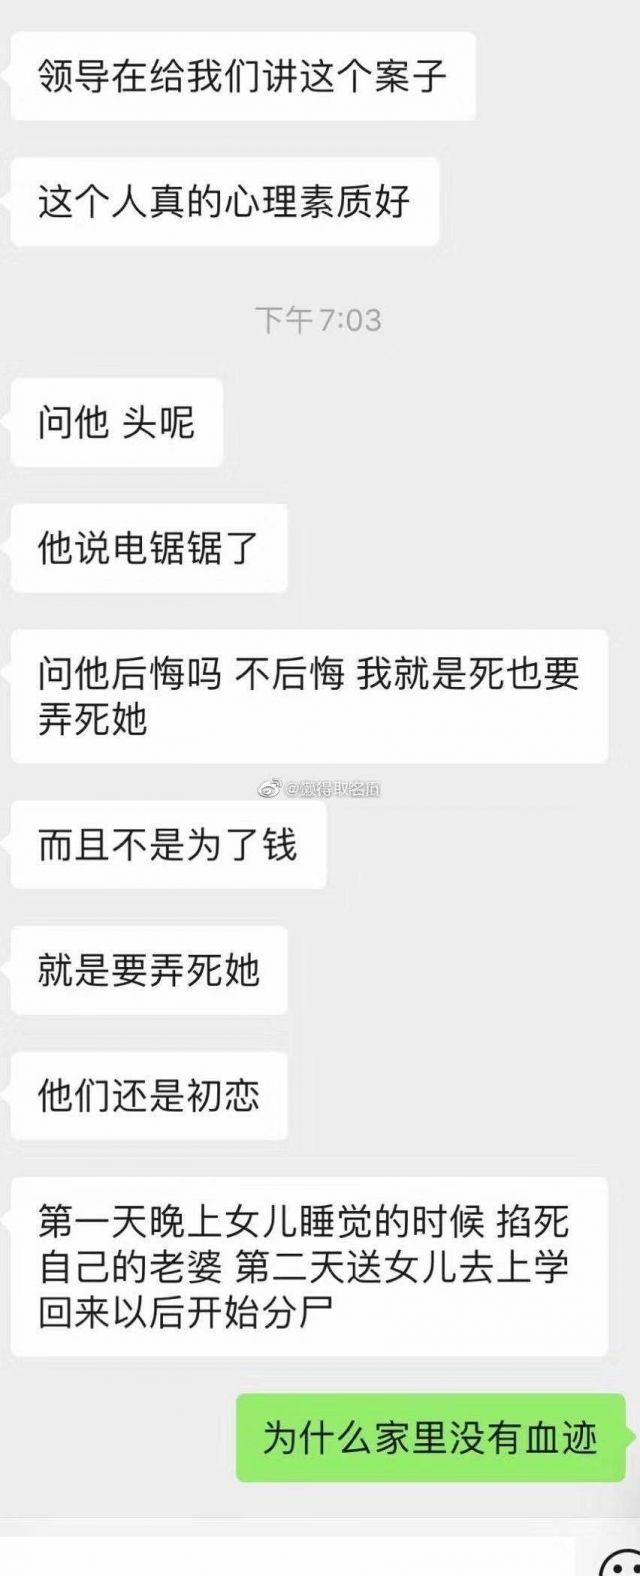 领导在给我们讲这个案子
这个人真的心理素质好
下午7:03
问他 头呢
他说电锯锯了
问他后悔吗 不后悔 我就是死也要
弄死她
@懒得取名直
而且不是为了钱
就是要弄死她
他们还是初恋
第一天晚上女儿睡觉的时候 掐死
自己的老婆 第二天送女儿去上学
回来以后开始分尸
为什么家里没有血迹